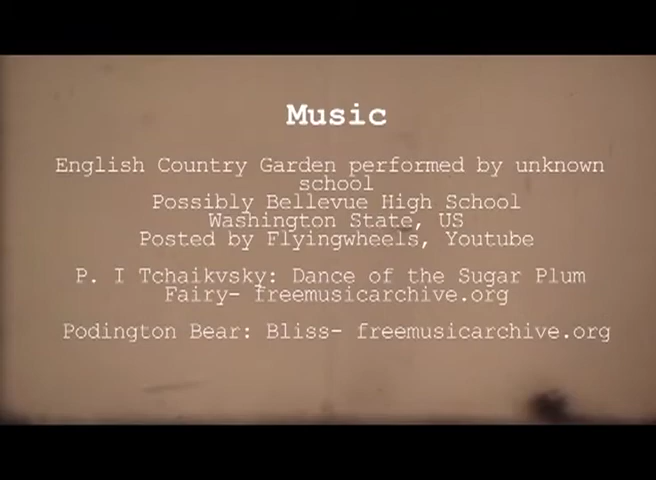 Music
English Country Garden performed by unknown
school
Possibly Bellevue High School
Washington State, US
Posted by Flyingwheels, Youtube
P. I Tchaikvsky: Dance of the Sugar Plum
Fairy- freemusicarchive.org
Podington Bear: Bliss- freemusicarchive.org